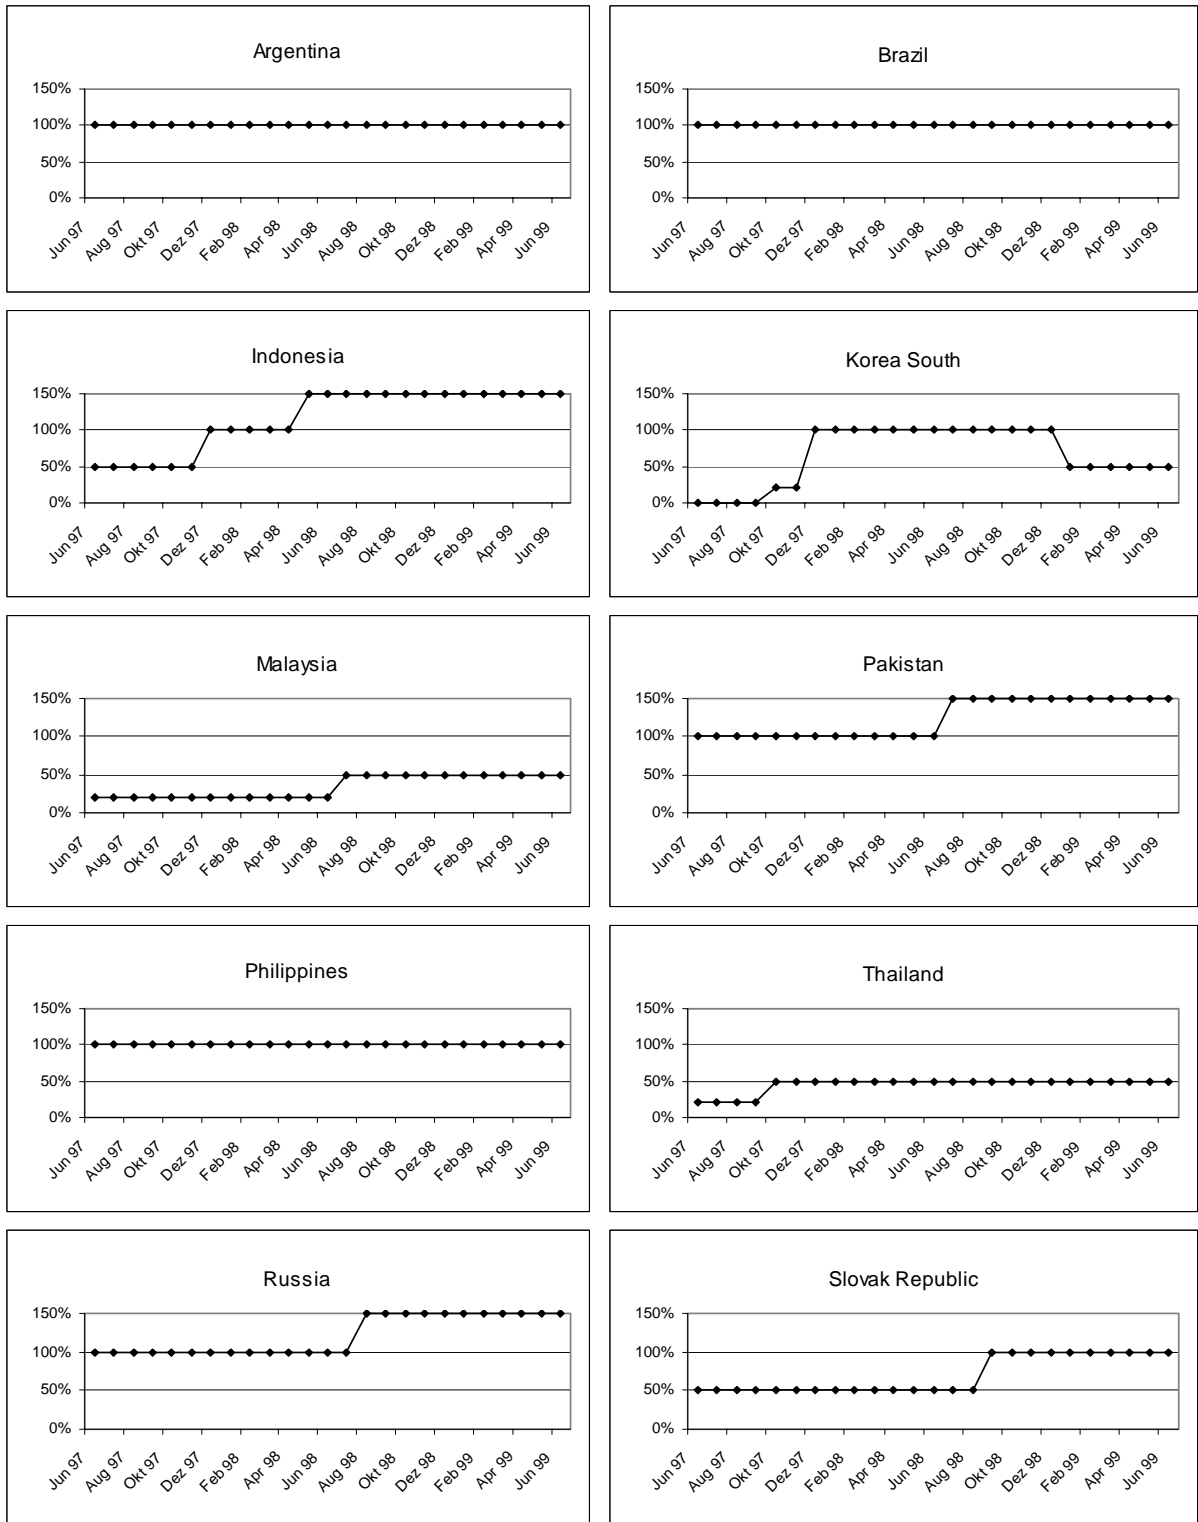 Argentina
150%
100%
50%
0%
Jun 97 Aug 97 Okt 97 Dez 97 Feb 98 Apr 98 Jun 98 Aug 98 Okt 98 Dez 98 Feb 99 Apr 99 Jun 99
Brazil
150%
100%
50%
0%
Jun 97 Aug 97 Okt 97 Dez 97 Feb 98 Apr 98 Jun 98 Aug 98 Okt 98 Dez 98 Feb 99 Apr 99 Jun 99
Indonesia
150%
100%
50%
0%
Jun 97 Aug 97 Okt 97 Dez 97 Feb 98 Apr 98 Jun 98 Aug 98 Okt 98 Dez 98 Feb 99 Apr 99 Jun 99
Korea South
150%
100%
50%
0%
Jun 97 Aug 97 Okt 97 Dez 97 Feb 98 Apr 98 Jun 98 Aug 98 Okt 98 Dez 98 Feb 99 Apr 99 Jun 99
Malaysia
150%
100%
50%
0%
Jun 97 Aug 97 Okt 97 Dez 97 Feb 98 Apr 98 Jun 98 Aug 98 Okt 98 Dez 98 Feb 99 Apr 99 Jun 99
Pakistan
150%
100%
50%
0%
Jun 97 Aug 97 Okt 97 Dez 97 Feb 98 Apr 98 Jun 98 Aug 98 Okt 98 Dez 98 Feb 99 Apr 99 Jun 99
Philippines
150%
100%
50%
0%
Jun 97 Aug 97 Okt 97 Dez 97 Feb 98 Apr 98 Jun 98 Aug 98 Okt 98 Dez 98 Feb 99 Apr 99 Jun 99
Thailand
150%
100%
50%
0%
Jun 97 Aug 97 Okt 97 Dez 97 Feb 98 Apr 98 Jun 98 Aug 98 Okt 98 Dez 98 Feb 99 Apr 99 Jun 99
Russia
150%
100%
50%
0%
Jun 97 Aug 97 Okt 97 Dez 97 Feb 98 Apr 98 Jun 98 Aug 98 Okt 98 Dez 98 Feb 99 Apr 99 Jun 99
Slovak Republic
150%
100%
50%
0%
Jun 97 Aug 97 Okt 97 Dez 97 Feb 98 Apr 98 Jun 98 Aug 98 Okt 98 Dez 98 Feb 99 Apr 99 Jun 99